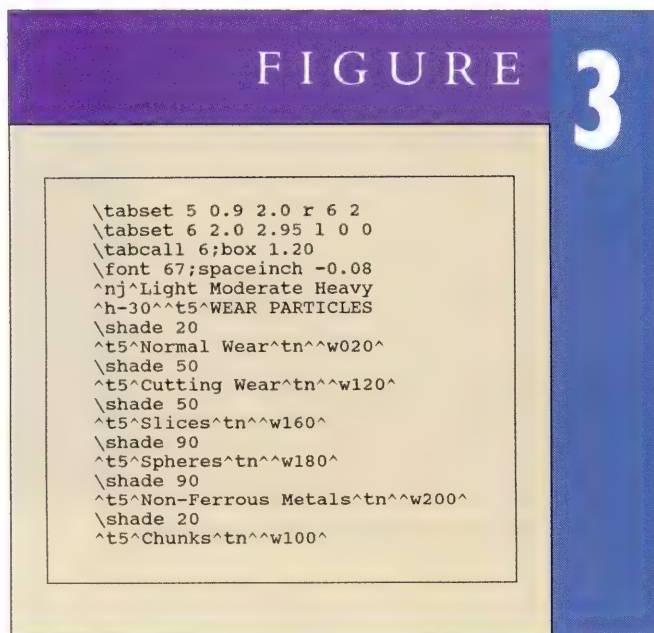 FIGURE 3
\tabset 5 0.9 2.0 r 6 2
\tabset 6 2.0 2.95 l 0 0
\tabcall 6;box 1.20
\font 67;spaceinch -0.08
^nj^Light Moderate Heavy
^h-30^^t5^WEAR PARTICLES
\shade 20
^t5^Normal Wear^tn^^w020^
\shade 50
^t5^Cutting Wear^tn^^w120^
\shade 50
^t5^Slices^tn^^w160^
\shade 90
^t5^Spheres^tn^^w180^
\shade 90
^t5^Non-Ferrous Metals^tn^^w200^
\shade 20
^t5^Chunks^tn^^w100^